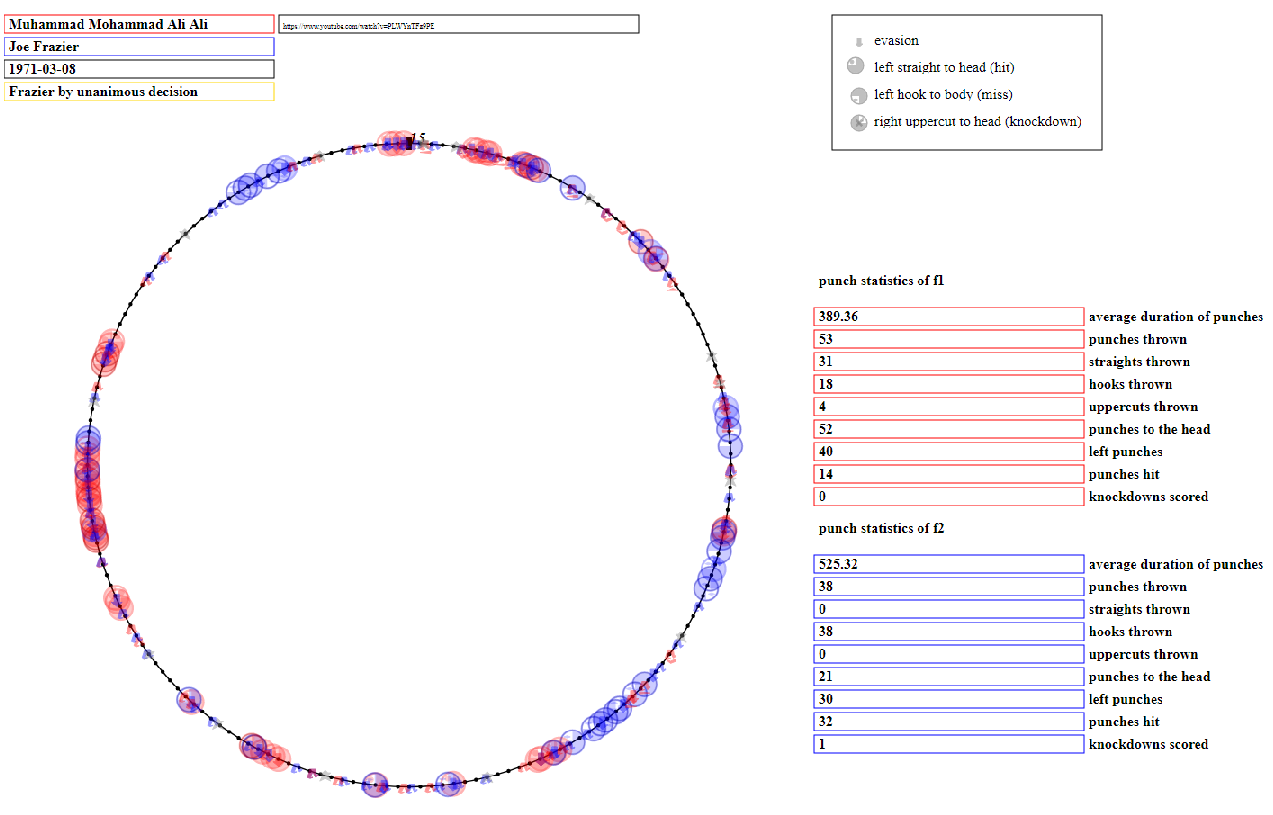 Muhammad Mohammad Ali Ali
https://www.youtube.com/watch?v=PLWYnTFz9PE
Joe Frazier
1971-03-08
Frazier by unanimous decision
evasion
left straight to head (hit)
left hook to body (miss)
right uppercut to head (knockdown)
15
punch statistics of f1
389.36 average duration of punches
53 punches thrown
31 straights thrown
18 hooks thrown
4 uppercuts thrown
52 punches to the head
40 left punches
14 punches hit
0 knockdowns scored
punch statistics of f2
525.32 average duration of punches
38 punches thrown
0 straights thrown
38 hooks thrown
0 uppercuts thrown
21 punches to the head
30 left punches
32 punches hit
1 knockdowns scored